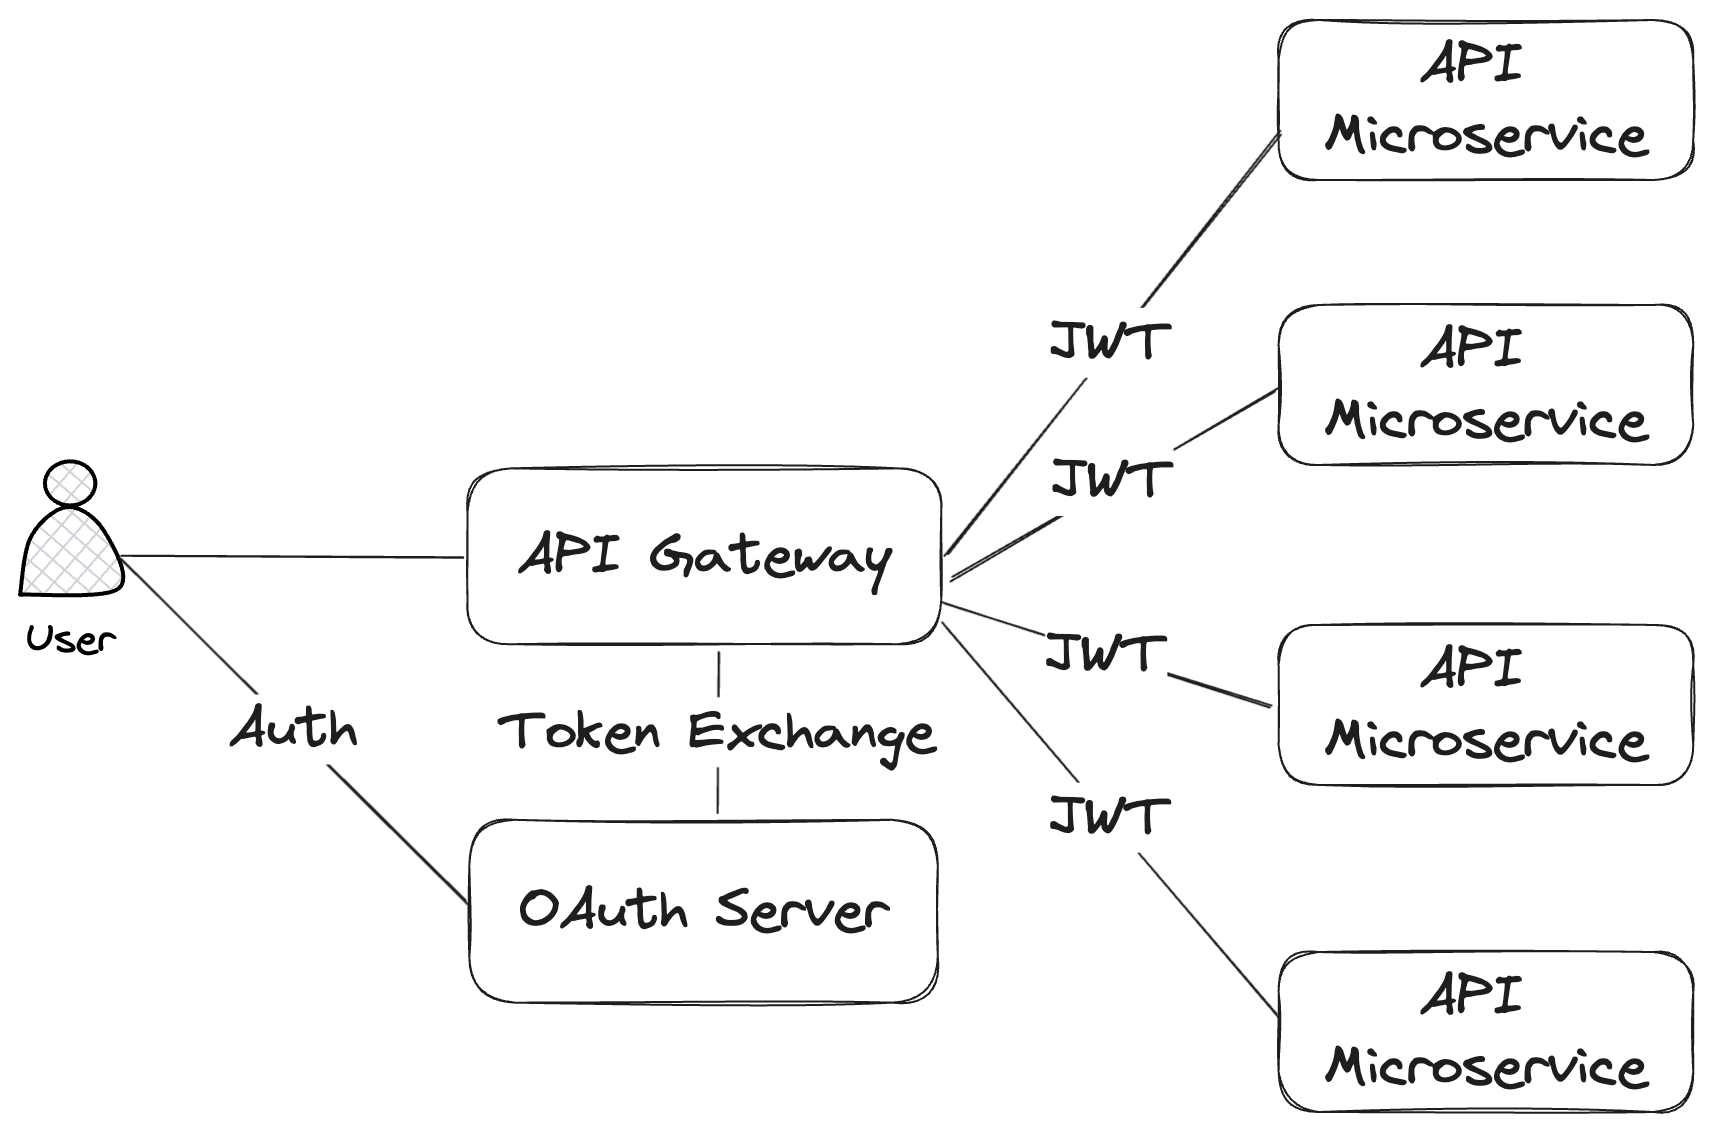 API
Microservice
JWT
API
Microservice
JWT
API Gateway
User
JWT
API
Microservice
Auth
Token Exchange
JWT
OAuth Server
API
Microservice